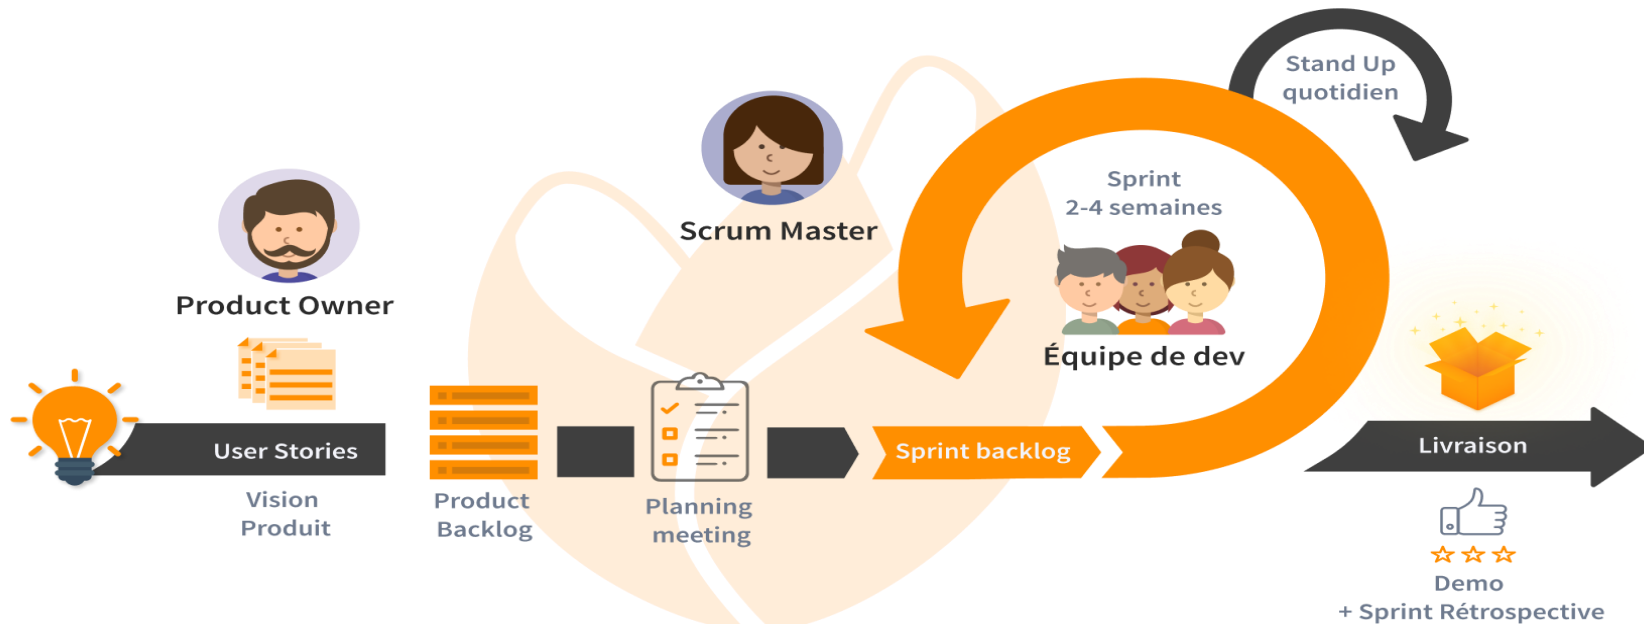 Product Owner
User Stories
Vision
Produit
Product
Backlog
Planning
meeting
Scrum Master
Sprint backlog
Sprint
2-4 semaines
Équipe de dev
Stand Up
quotidien
Livraison
Demo
+ Sprint Rétrospective